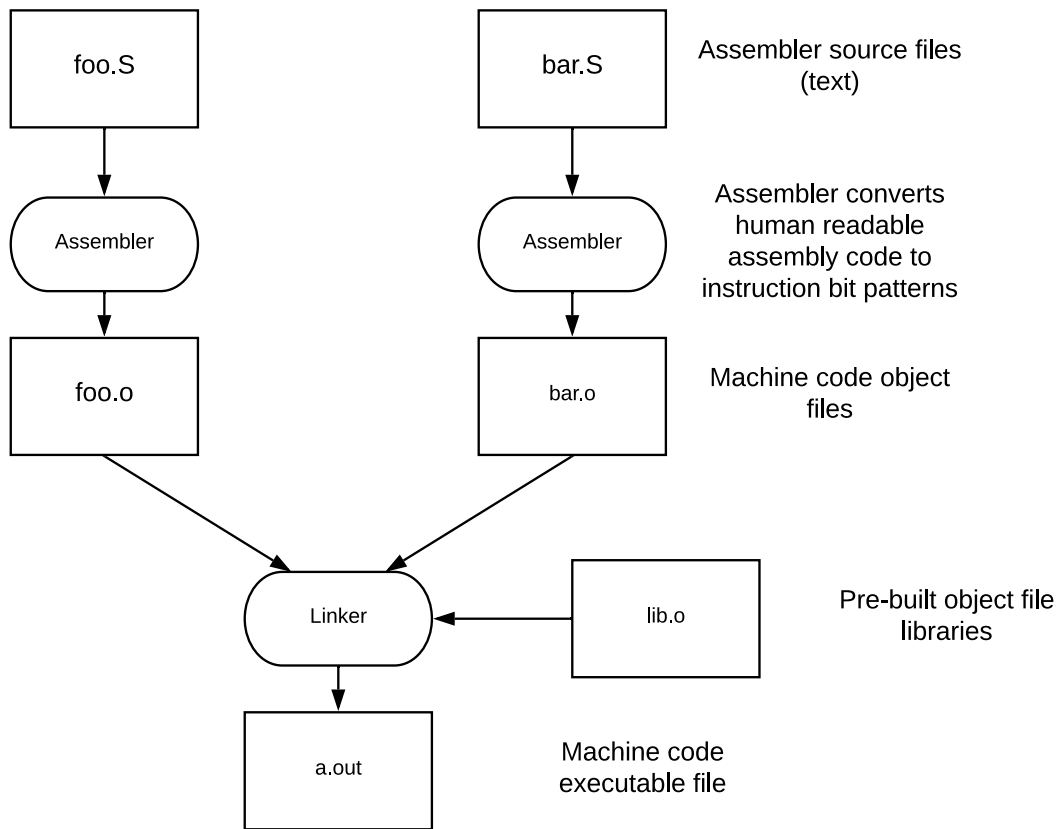 foo.S
bar.S
Assembler source files
(text)
Assembler
Assembler
Assembler converts
human readable
assembly code to
instruction bit patterns
foo.o
bar.o
Machine code object
files
Linker
lib.o
Pre-built object file
libraries
a.out
Machine code
executable file